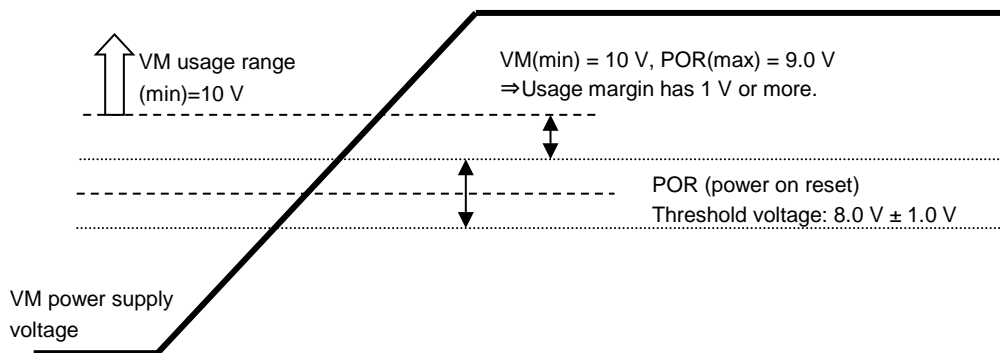 VM usage range
(min)=10 V
VM(min) = 10 V, POR(max) = 9.0 V
⇒Usage margin has 1 V or more.
POR (power on reset)
Threshold voltage: 8.0 V ± 1.0 V
VM power supply
voltage